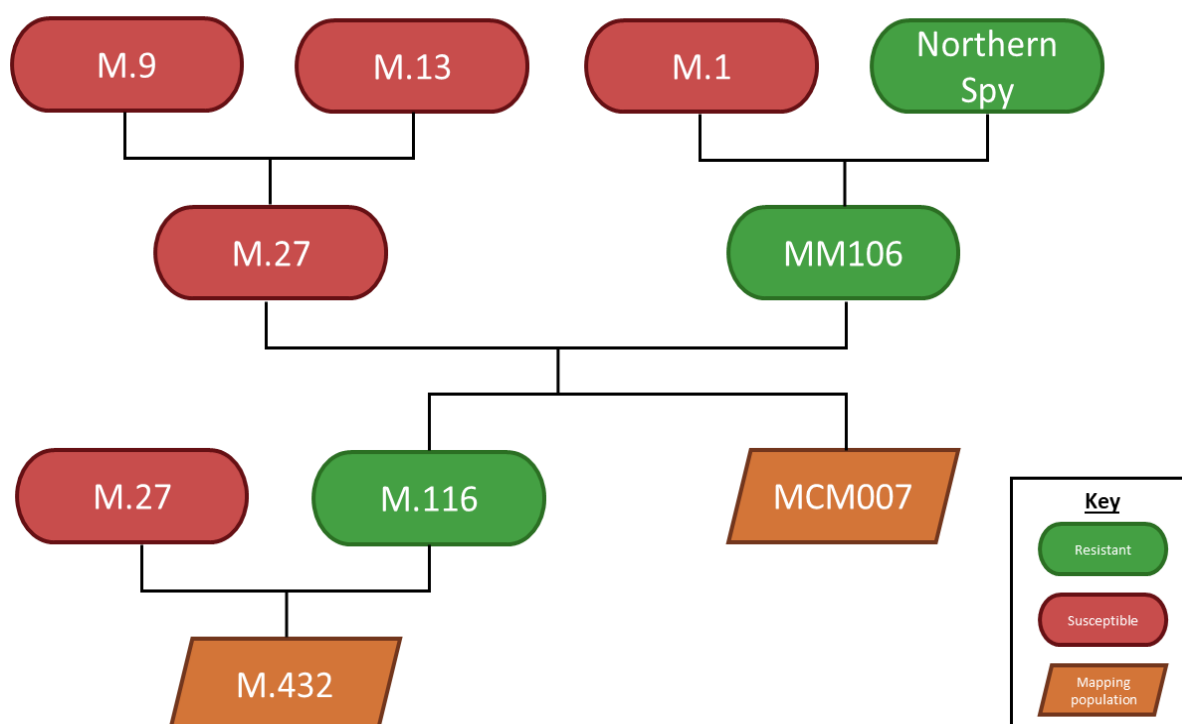 M.9
M.13
M.1
Northern
Spy
M.27
MM106
M.27
M.116
MCM007
M.432
Key
Resistant
Susceptible
Mapping
population